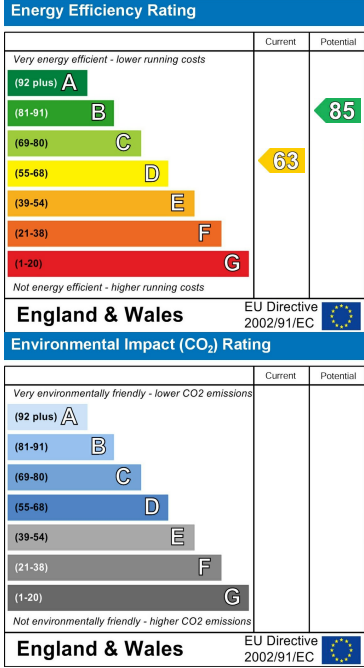 Energy Efficiency Rating
Current Potential
Very energy efficient - lower running costs
(92 plus) A
(81-91) B
85
(69-80) C
63
(55-68) D
(39-54) E
(21-38) F
(1-20) G
Not energy efficient - higher running costs
England & Wales
EU Directive
2002/91/EC
Environmental Impact (CO₂) Rating
Current Potential
Very environmentally friendly - lower CO2 emissions
(92 plus) A
(81-91) B
(69-80) C
(55-68) D
(39-54) E
(21-38) F
(1-20) G
Not environmentally friendly - higher CO2 emissions
England & Wales
EU Directive
2002/91/EC